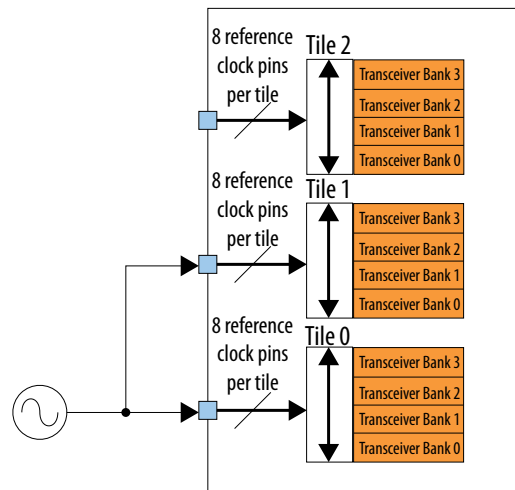 8 reference
clock pins
per tile
Tile 2
Transceiver Bank 3
Transceiver Bank 2
Transceiver Bank 1
Transceiver Bank 0
8 reference
clock pins
per tile
Tile 1
Transceiver Bank 3
Transceiver Bank 2
Transceiver Bank 1
Transceiver Bank 0
8 reference
clock pins
per tile
Tile 0
Transceiver Bank 3
Transceiver Bank 2
Transceiver Bank 1
Transceiver Bank 0